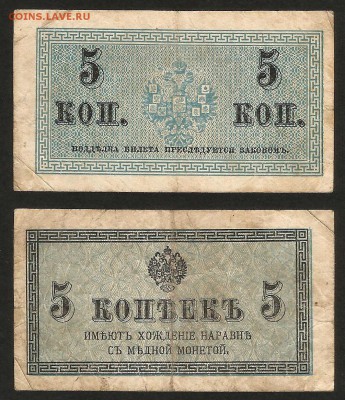 COINS.LAVE.RU
5 5
КОП. КОП.
ПОДДѢЛКА БИЛЕТА ПРЕСЛѢДУЕТСЯ ЗАКОНОМЪ.
5 КОПѢЕКЪ 5
ИМѢЮТЪ ХОЖДЕНІЕ НАРАВНѢ
СЪ МѢДНОЙ МОНЕТОЙ.